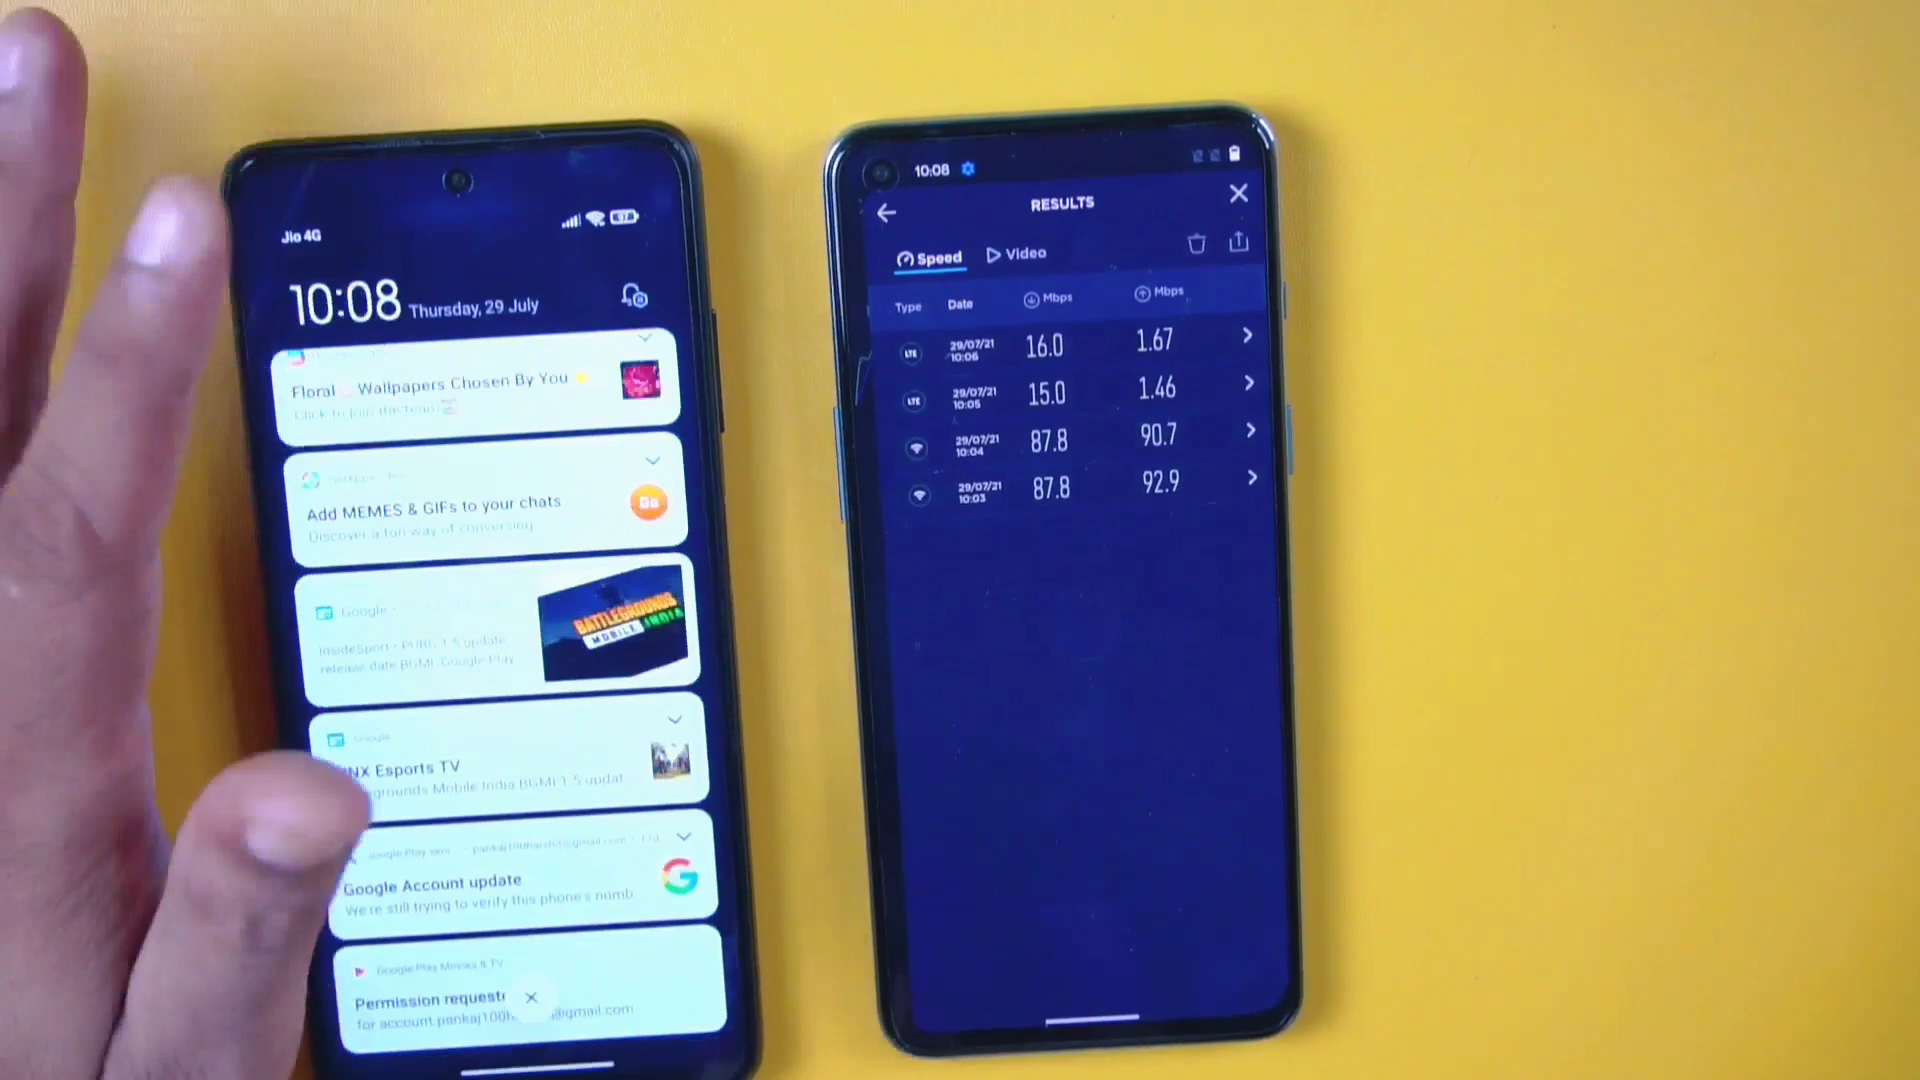 Jio 4G
10:08 Thursday, 29 July
Floral Wallpapers Chosen By You
Click to join this team
GetApps
Add MEMES & GIFs to your chats
Go
Discover a fun way of conversing
Google
InsideSport • PUBG 1.5 update
release date BGMI: Google Play
BATTLEGROUNDS
MOBILE INDIA
Google
NX Esports TV
grounds Mobile India BGMI 1.5 updat
Google Play
Google Account update
We're still trying to verify this phone's numb
Google Play Movies & TV
Permission request
for account pankaj100 @gmail.com
10:08
RESULTS
Speed Video
Type Date Mbps Mbps
LTE 29/07/21 16.0 1.67
10:06
LTE 29/07/21 15.0 1.46
10:05
29/07/21 87.8 90.7
10:04
29/07/21 87.8 92.9
10:03